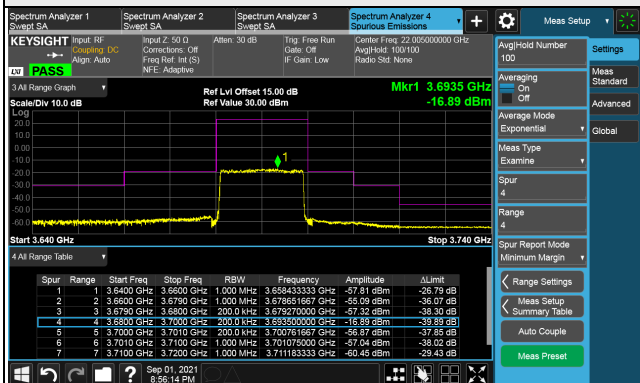 Spectrum Analyzer 1
Swept SA
Spectrum Analyzer 2
Swept SA
Spectrum Analyzer 3
Swept SA
Spectrum Analyzer 4
Spurious Emissions
Meas Setup
KEYSIGHT
LXI
PASS
Input: RF
Coupling: DC
Align: Auto
Input Z: 50 Ω
Corrections: Off
Freq Ref: Int (S)
NFE: Adaptive
Atten: 30 dB
Trig: Free Run
Gate: Off
IF Gain: Low
Center Freq: 22.005000000 GHz
Avg|Hold: 100/100
Radio Std: None
3 All Range Graph
Scale/Div 10.0 dB
Ref Lvl Offset 15.00 dB
Ref Value 30.00 dBm
Mkr1 3.6935 GHz
-16.89 dBm
Log
20.0
10.0
0.00
-10.0
-20.0
-30.0
-40.0
-50.0
-60.0
1
Start 3.640 GHz
Stop 3.740 GHz
4 All Range Table
Spur Range Start Freq Stop Freq RBW Frequency Amplitude ΔLimit
1 1 3.6400 GHz 3.6600 GHz 1.000 MHz 3.658433333 GHz -57.81 dBm -26.79 dB
2 2 3.6600 GHz 3.6790 GHz 1.000 MHz 3.678651667 GHz -55.09 dBm -36.07 dB
3 3 3.6790 GHz 3.6800 GHz 200.0 kHz 3.679270000 GHz -57.32 dBm -38.30 dB
4 4 3.6800 GHz 3.7000 GHz 200.0 kHz 3.693500000 GHz -16.89 dBm -39.89 dB
5 5 3.7000 GHz 3.7010 GHz 200.0 kHz 3.700761667 GHz -56.87 dBm -37.85 dB
6 6 3.7010 GHz 3.7100 GHz 1.000 MHz 3.701075000 GHz -57.04 dBm -38.02 dB
7 7 3.7100 GHz 3.7200 GHz 1.000 MHz 3.711183333 GHz -60.45 dBm -29.43 dB
Avg|Hold Number
100
Averaging
On
Off
Average Mode
Exponential
Meas Type
Examine
Spur
4
Range
4
Spur Report Mode
Minimum Margin
Range Settings
Meas Setup
Summary Table
Auto Couple
Meas Preset
Settings
Meas
Standard
Advanced
Global
?
Sep 01, 2021
8:56:14 PM